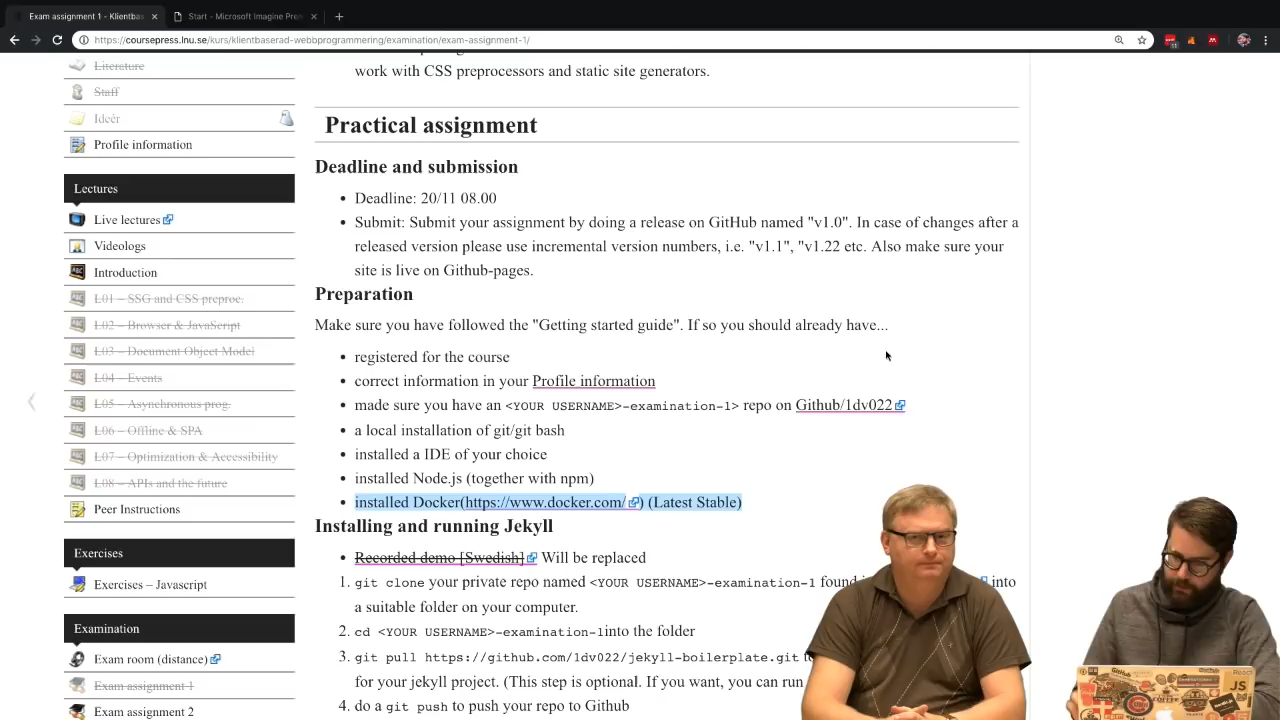 Exam assignment 1 - Klientbas
Start - Microsoft Imagine Pre
https://coursepress.lnu.se/kurs/klientbaserad-webbprogrammering/examination/exam-assignment-1/
Literature
Staff
Ideér
Profile information
Lectures
Live lectures
Videologs
Introduction
L01 – SSG and CSS preproc.
L02 – Browser & JavaScript
L03 – Document Object Model
L04 – Events
L05 – Asynchronous prog.
L06 – Offline & SPA
L07 – Optimization & Accessibility
L08 – APIs and the future
Peer Instructions
Exercises
Exercises – Javascript
Examination
Exam room (distance)
Exam assignment 1
Exam assignment 2
work with CSS preprocessors and static site generators.
Practical assignment
Deadline and submission
Deadline: 20/11 08.00
Submit: Submit your assignment by doing a release on GitHub named "v1.0". In case of changes after a
released version please use incremental version numbers, i.e. "v1.1", "v1.22 etc. Also make sure your
site is live on Github-pages.
Preparation
Make sure you have followed the "Getting started guide". If so you should already have...
registered for the course
correct information in your Profile information
made sure you have an <YOUR USERNAME>-examination-1> repo on Github/1dv022
a local installation of git/git bash
installed a IDE of your choice
installed Node.js (together with npm)
installed Docker(https://www.docker.com/ ) (Latest Stable)
Installing and running Jekyll
Recorded demo [Swedish] Will be replaced
1. git clone your private repo named <YOUR USERNAME>-examination-1 found into
a suitable folder on your computer.
2. cd <YOUR USERNAME>-examination-1into the folder
3. git pull https://github.com/1dv022/jekyll-boilerplate.git
for your jekyll project. (This step is optional. If you want, you can run
4. do a git push to push your repo to Github
GitHub
JS